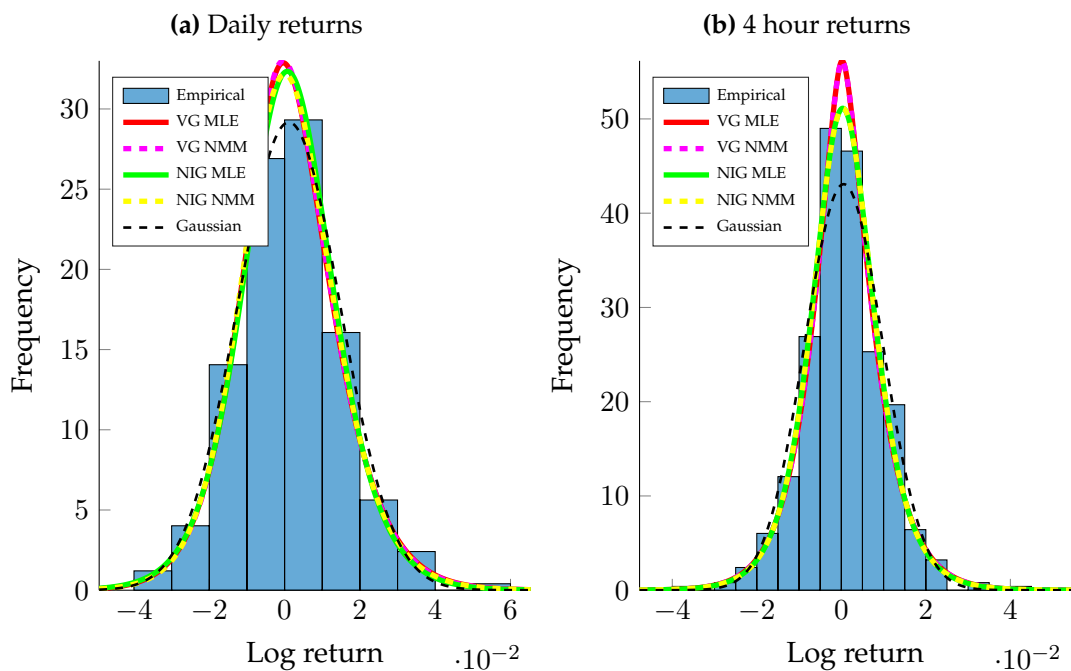 (a) Daily returns
Frequency
30
25
20
15
10
5
0
Empirical
VG MLE
VG NMM
NIG MLE
NIG NMM
Gaussian
−2
0
2
4
6
·10−2
Log return
(b) 4 hour returns
Frequency
50
40
30
20
10
0
Empirical
VG MLE
VG NMM
NIG MLE
NIG NMM
Gaussian
−4
−2
0
2
4
·10−2
Log return